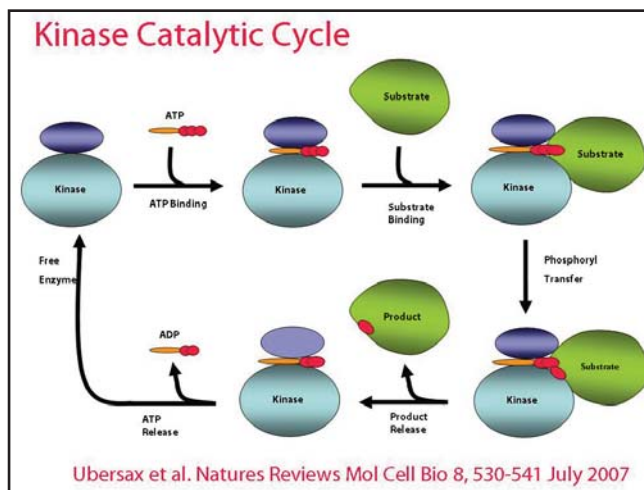 Kinase Catalytic Cycle
ATP
Kinase
ATP Binding
Kinase
Substrate
Substrate
Binding
Substrate
Kinase
Phosphoryl
Transfer
Substrate
Kinase
Product
Product
Release
Kinase
ADP
ATP
Release
Free
Enzyme
Ubersax et al. Natures Reviews Mol Cell Bio 8, 530-541 July 2007